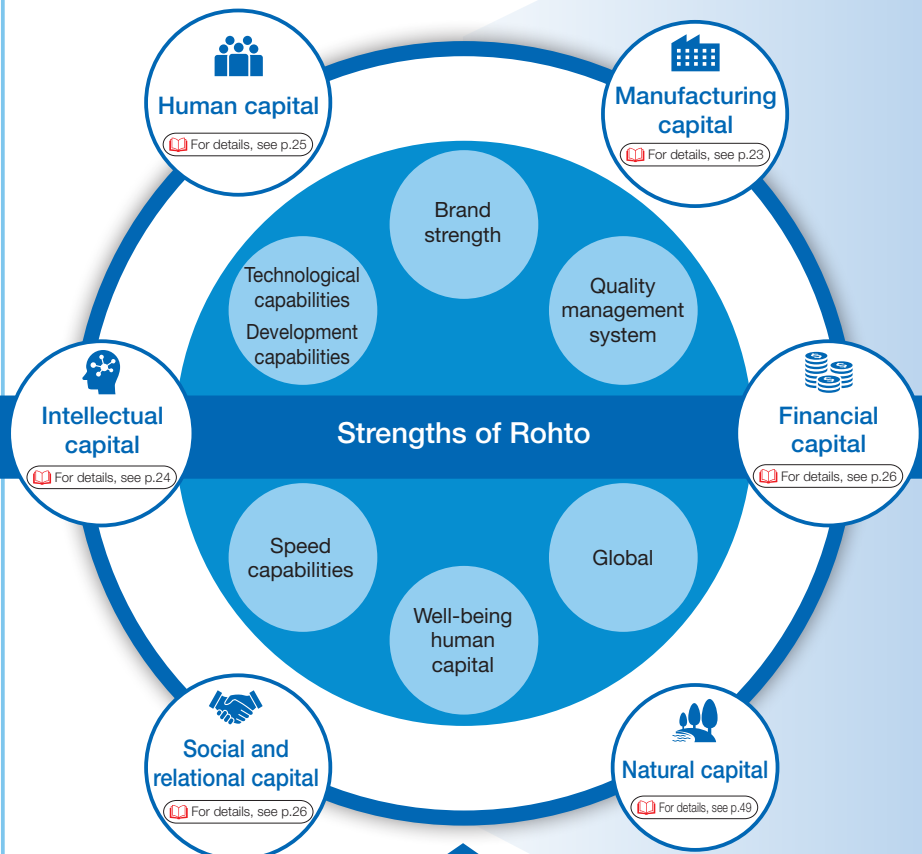 Human capital
For details, see p.25
Manufacturing
capital
For details, see p.23
Brand
strength
Technological
capabilities
Development
capabilities
Quality
management
system
Intellectual
capital
For details, see p.24
Strengths of Rohto
Financial
capital
For details, see p.26
Speed
capabilities
Global
Well-being
human
capital
Social and
relational capital
For details, see p.26
Natural capital
For details, see p.49